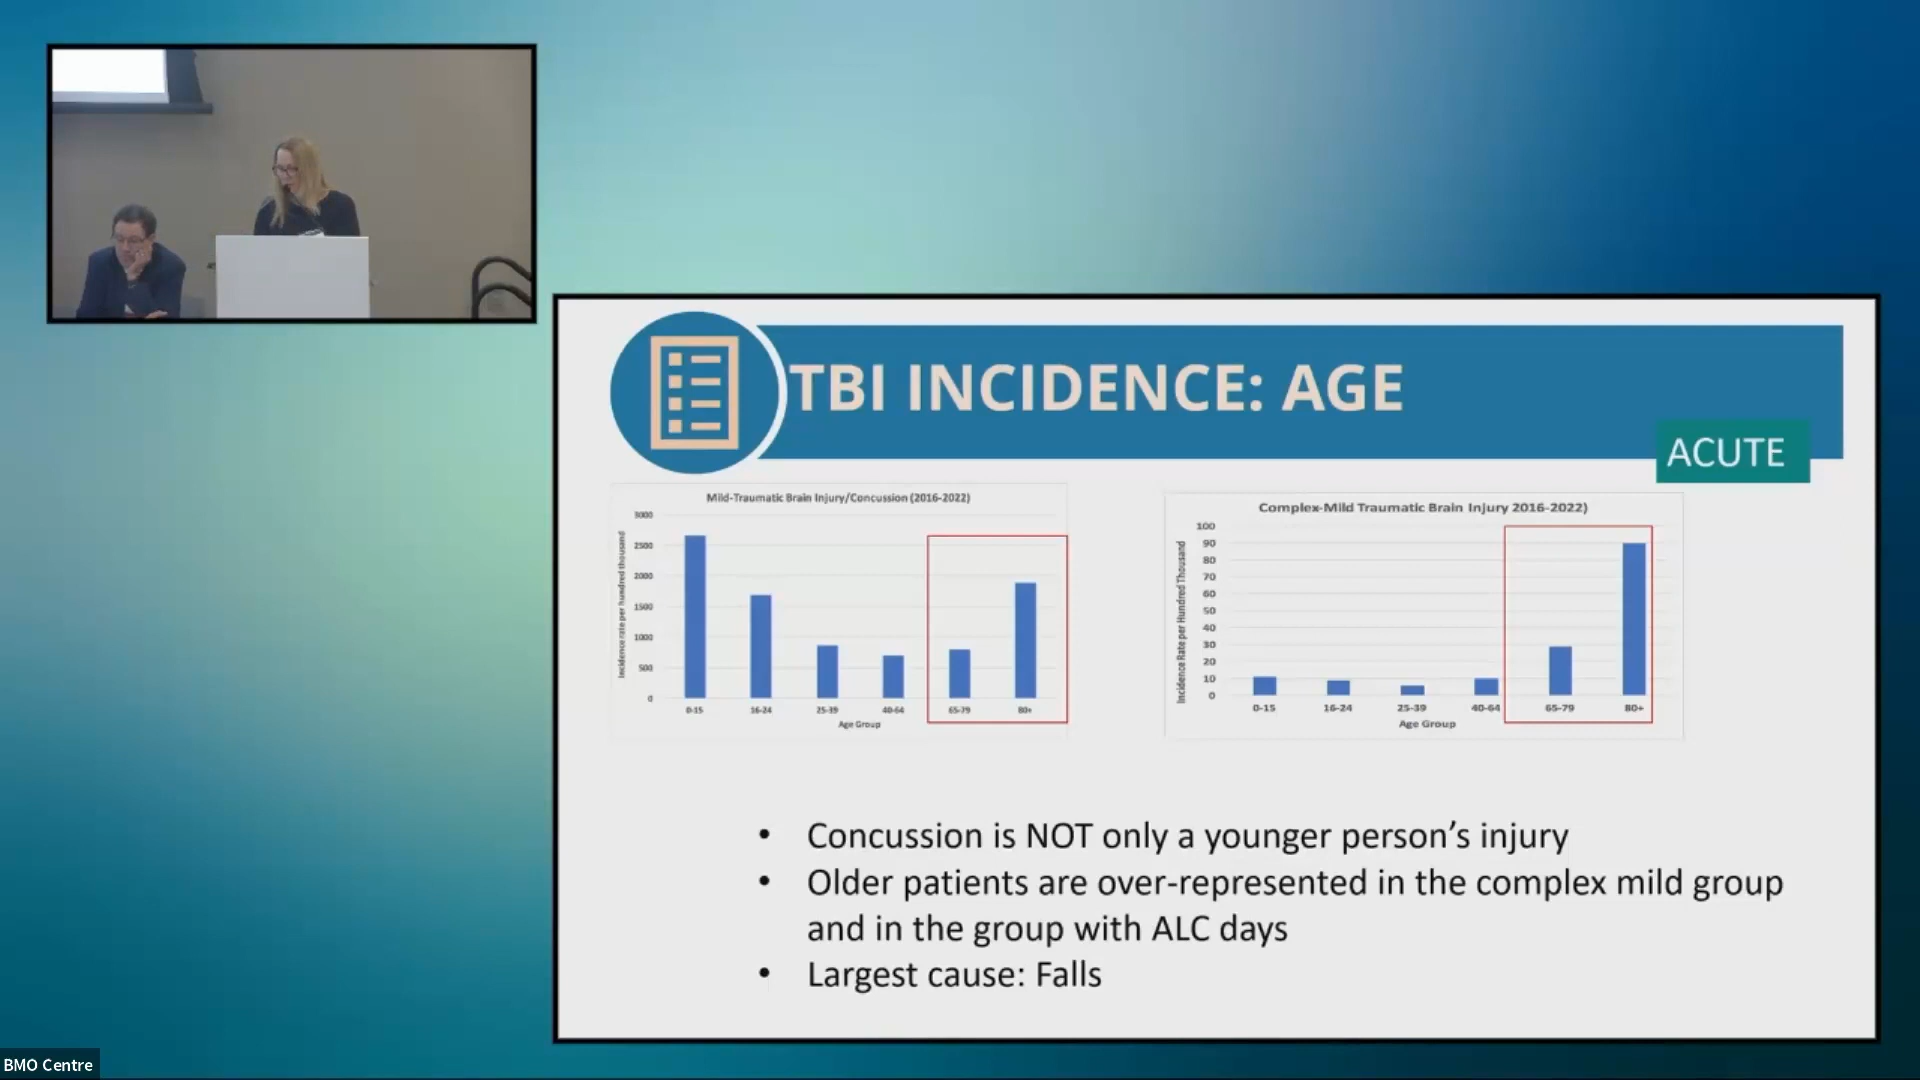 TBI INCIDENCE: AGE
ACUTE
Mild-Traumatic Brain Injury/Concussion (2016-2022)
Incidence rate per hundred thousand
3000
2500
2000
1500
1000
500
0
0-15 16-24 25-39 40-64 65-79 80+
Age Group
Complex-Mild Traumatic Brain Injury 2016-2022)
Incidence Rate per Hundred Thousand
100
90
80
70
60
50
40
30
20
10
0
0-15 16-24 25-39 40-64 65-79 80+
Age Group
• Concussion is NOT only a younger person’s injury
• Older patients are over-represented in the complex mild group
and in the group with ALC days
• Largest cause: Falls
BMO Centre